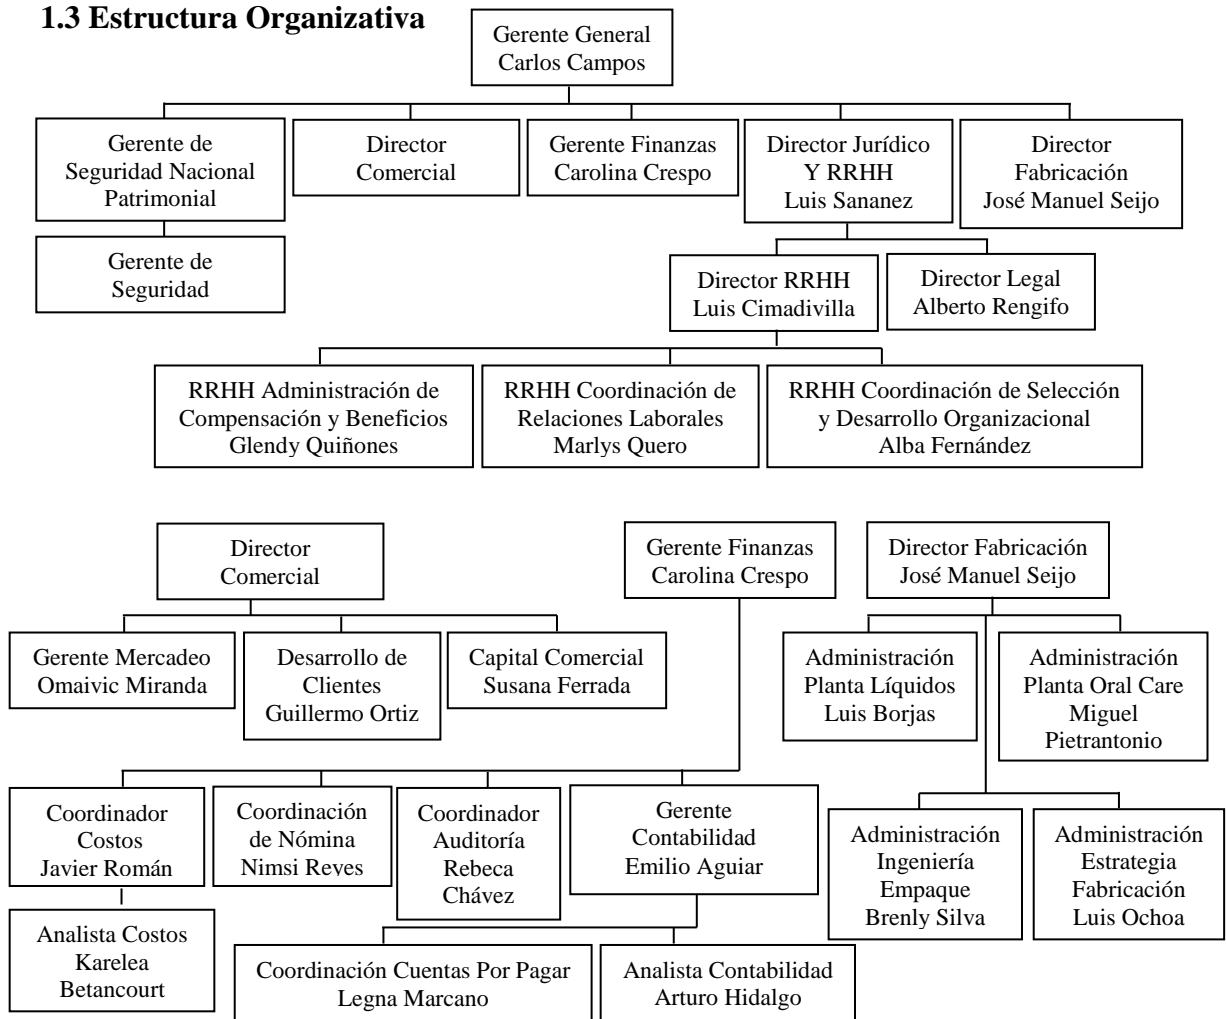 1.3 Estructura Organizativa
Gerente General
Carlos Campos
Gerente de
Seguridad Nacional
Patrimonial
Director
Comercial
Gerente Finanzas
Carolina Crespo
Director Jurídico
Y RRHH
Luis Sananez
Director
Fabricación
José Manuel Seijo
Gerente de
Seguridad
Director RRHH
Luis Cimadivilla
Director Legal
Alberto Rengifo
RRHH Administración de
Compensación y Beneficios
Glendy Quiñones
RRHH Coordinación de
Relaciones Laborales
Marlys Quero
RRHH Coordinación de Selección
y Desarrollo Organizacional
Alba Fernández
Director
Comercial
Gerente Finanzas
Carolina Crespo
Director Fabricación
José Manuel Seijo
Gerente Mercadeo
Omaivic Miranda
Desarrollo de
Clientes
Guillermo Ortiz
Capital Comercial
Susana Ferrada
Administración
Planta Líquidos
Luis Borjas
Administración
Planta Oral Care
Miguel
Pietrantonio
Coordinador
Costos
Javier Román
Coordinación
de Nómina
Nimsi Reves
Coordinador
Auditoría
Rebeca
Chávez
Gerente
Contabilidad
Emilio Aguiar
Administración
Ingeniería
Empaque
Brenly Silva
Administración
Estrategia
Fabricación
Luis Ochoa
Analista Costos
Karelea
Betancourt
Coordinación Cuentas Por Pagar
Legna Marcano
Analista Contabilidad
Arturo Hidalgo